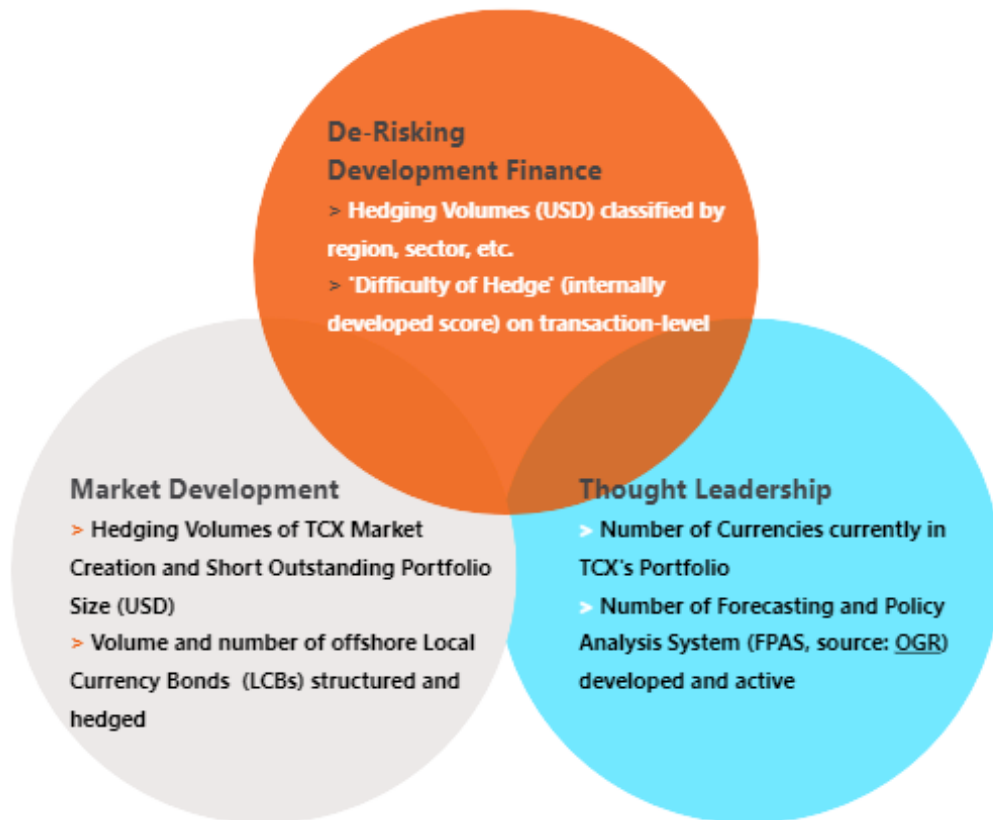 De-Risking
Development Finance
> Hedging Volumes (USD) classified by
region, sector, etc.
> "Difficulty of Hedge" (internally
developed score) on transaction-level
Market Development
> Hedging Volumes of TCX Market
Creation and Short Outstanding Portfolio
Size (USD)
> Volume and number of offshore Local
Currency Bonds (LCBs) structured and
hedged
Thought Leadership
> Number of Currencies currently in
TCX's Portfolio
> Number of Forecasting and Policy
Analysis System (FPAS, source: OGR)
developed and active